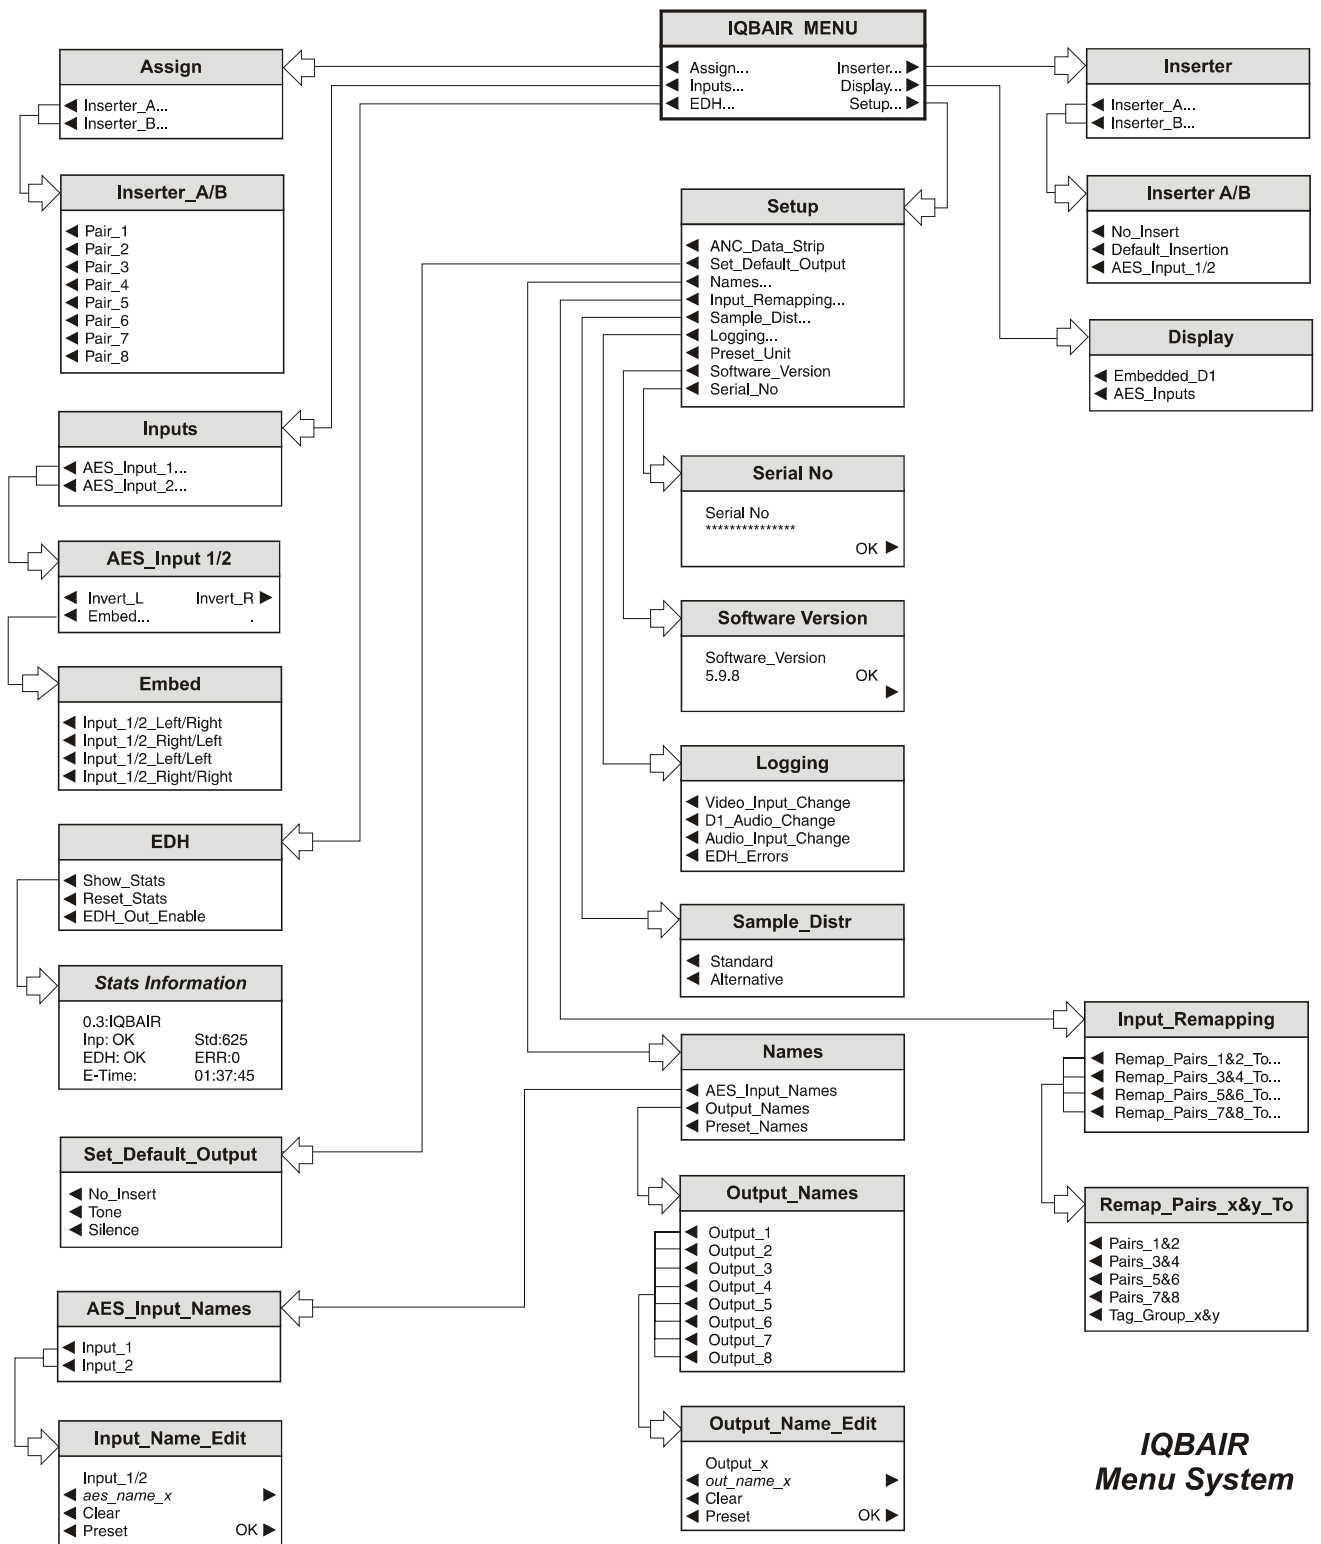 IQBAIR MENU
Assign... Inserter...
Inputs... Display...
EDH... Setup...
Assign
Inserter_A...
Inserter_B...
Inserter_A/B
Pair_1
Pair_2
Pair_3
Pair_4
Pair_5
Pair_6
Pair_7
Pair_8
Inputs
AES_Input_1...
AES_Input_2...
AES_Input 1/2
Invert_L Invert_R
Embed... .
Embed
Input_1/2_Left/Right
Input_1/2_Right/Left
Input_1/2_Left/Left
Input_1/2_Right/Right
EDH
Show_Stats
Reset_Stats
EDH_Out_Enable
Stats Information
0.3:IQBAIR
Inp: OK Std:625
EDH: OK ERR:0
E-Time: 01:37:45
Set_Default_Output
No_Insert
Tone
Silence
AES_Input_Names
Input_1
Input_2
Input_Name_Edit
Input_1/2
aes_name_x
Clear
Preset OK
Setup
ANC_Data_Strip
Set_Default_Output
Names...
Input_Remapping...
Sample_Dist...
Logging...
Preset_Unit
Software_Version
Serial_No
Serial No
Serial No
***************
OK
Software Version
Software_Version
5.9.8 OK
Logging
Video_Input_Change
D1_Audio_Change
Audio_Input_Change
EDH_Errors
Sample_Distr
Standard
Alternative
Names
AES_Input_Names
Output_Names
Preset_Names
Output_Names
Output_1
Output_2
Output_3
Output_4
Output_5
Output_6
Output_7
Output_8
Output_Name_Edit
Output_x
out_name_x
Clear
Preset OK
Inserter
Inserter_A...
Inserter_B...
Inserter A/B
No_Insert
Default_Insertion
AES_Input_1/2
Display
Embedded_D1
AES_Inputs
Input_Remapping
Remap_Pairs_1&2_To...
Remap_Pairs_3&4_To...
Remap_Pairs_5&6_To...
Remap_Pairs_7&8_To...
Remap_Pairs_x&y_To
Pairs_1&2
Pairs_3&4
Pairs_5&6
Pairs_7&8
Tag_Group_x&y
IQBAIR
Menu System